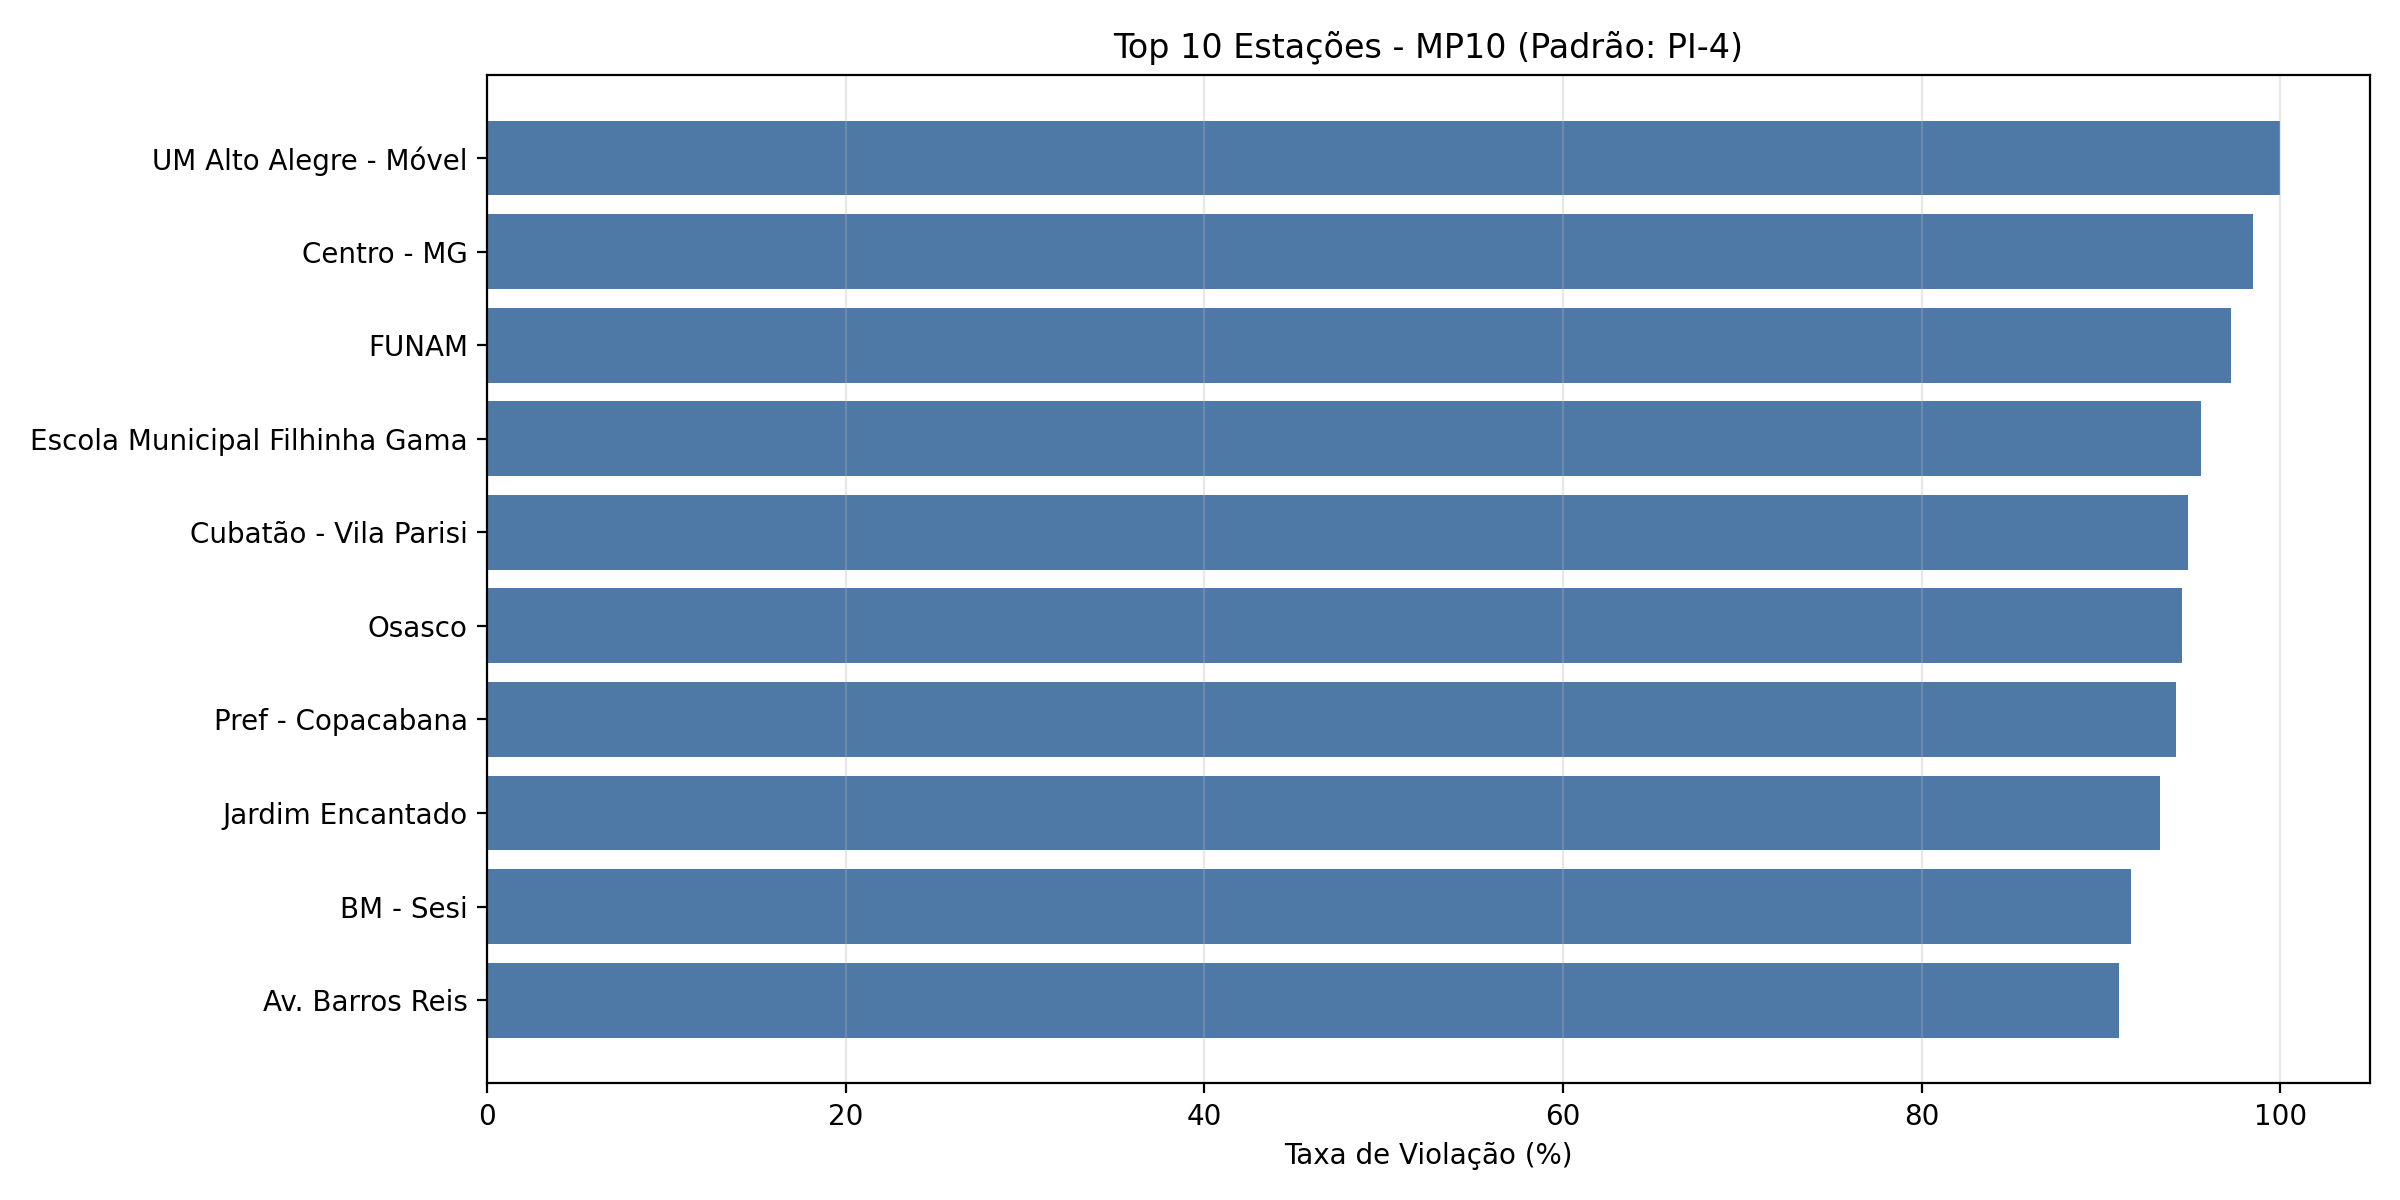 Top 10 Estações - MP10 (Padrão: PI-4)
UM Alto Alegre - Móvel
Centro - MG
FUNAM
Escola Municipal Filhinha Gama
Cubatão - Vila Parisi
Osasco
Pref - Copacabana
Jardim Encantado
BM - Sesi
Av. Barros Reis
0 20 40 60 80 100
Taxa de Violação (%)